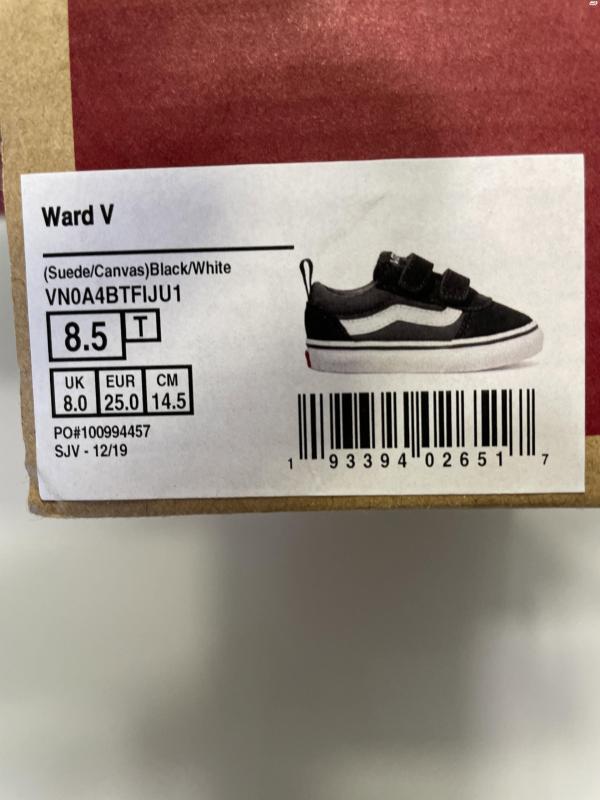 Ward V
(Suede/Canvas)Black/White
VN0A4BTFIJU1
8.5 T
UK EUR CM
8.0 25.0 14.5
PO#100994457
SJV - 12/19
1 93394 02651 7